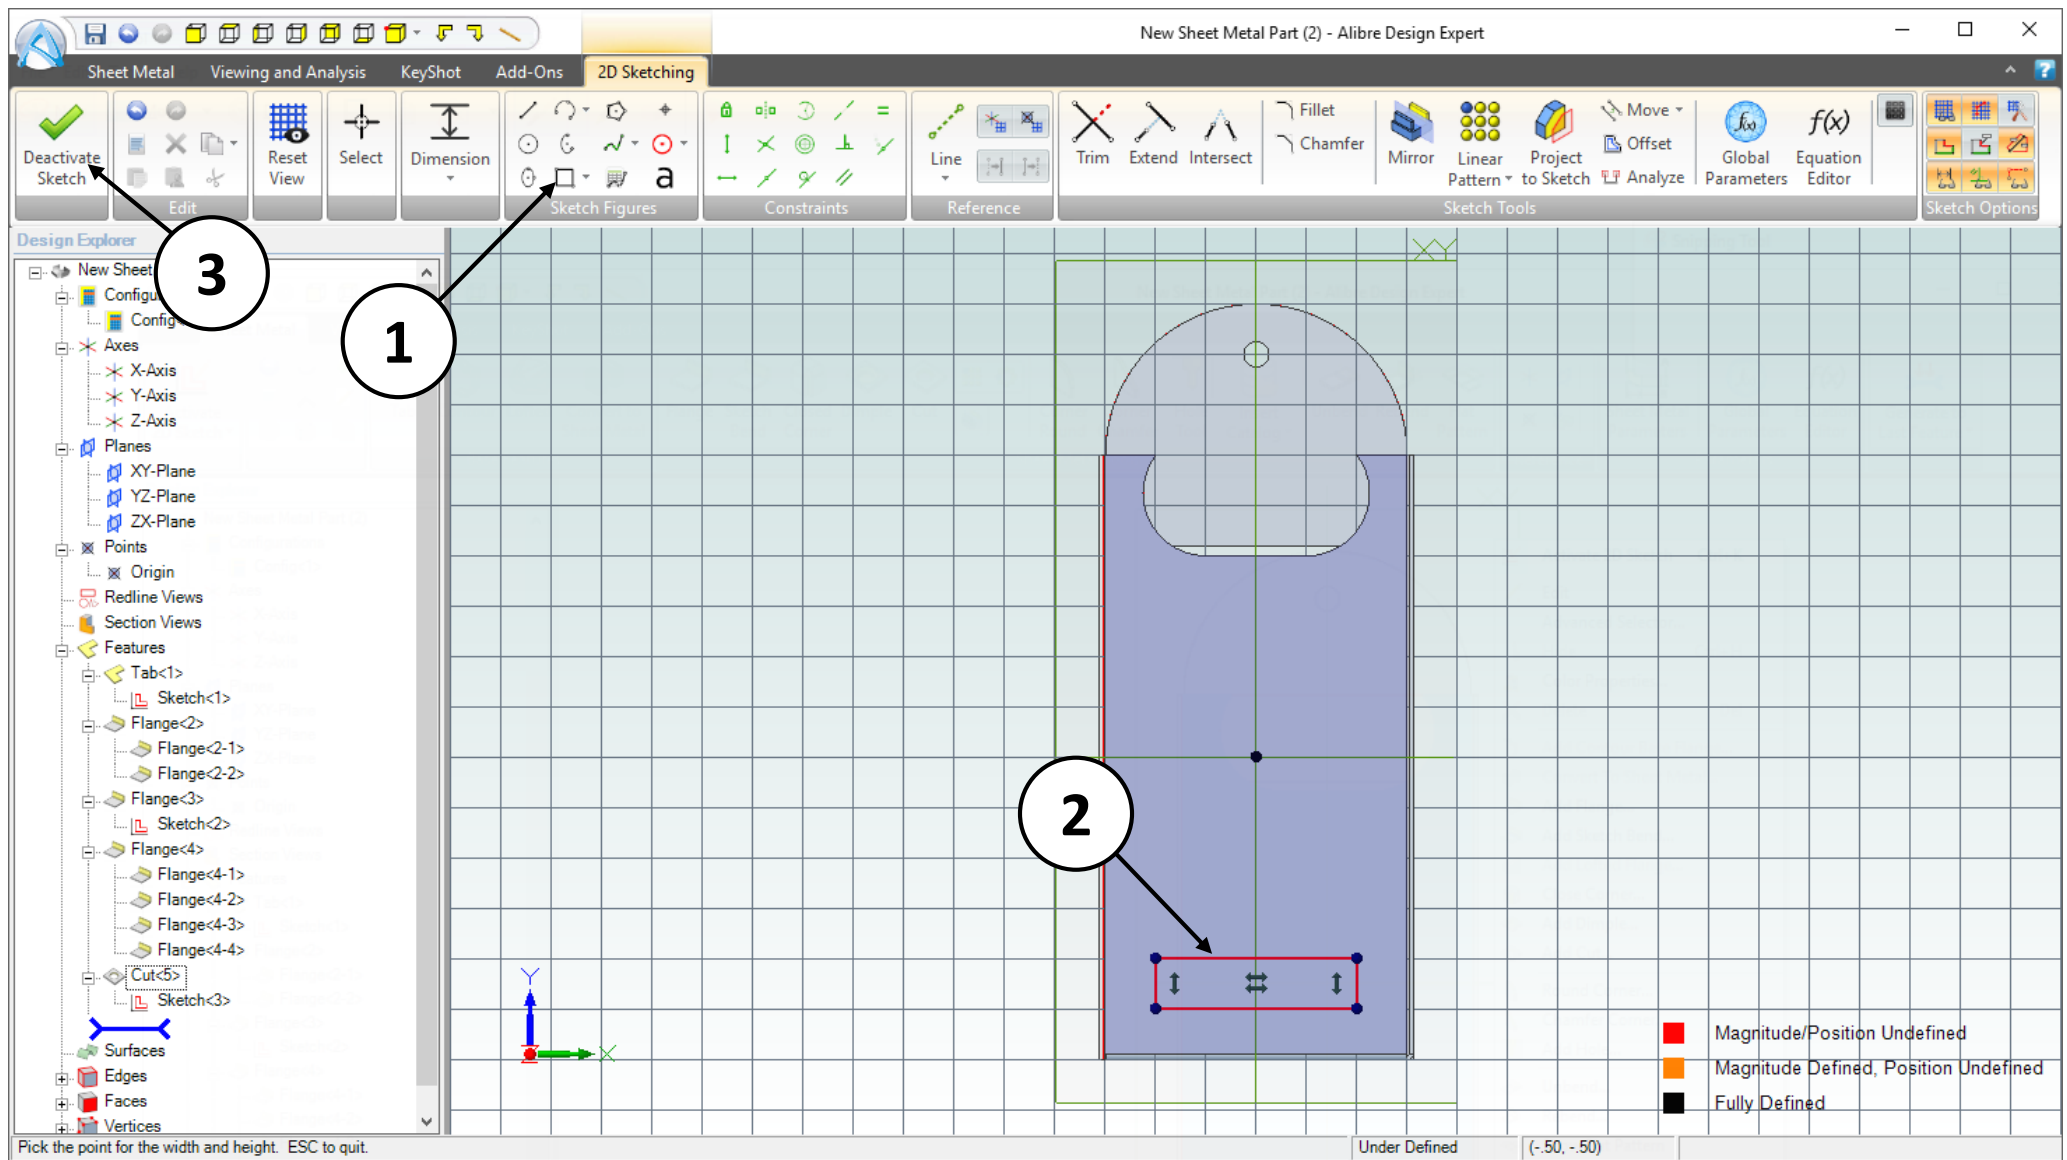 New Sheet Metal Part (2) - Alibre Design Expert
Sheet Metal
Viewing and Analysis
KeyShot
Add-Ons
2D Sketching
Deactivate
Sketch
Edit
Reset
View
Select
Dimension
a
Sketch Figures
Constraints
Line
Reference
Trim
Extend
Intersect
Fillet
Chamfer
Mirror
Linear
Pattern
Project
to Sketch
Move
Offset
Analyze
Global
Parameters
f(x)
Equation
Editor
Sketch Tools
Sketch Options
Design Explorer
New Sheet
Configu
Config
Axes
X-Axis
Y-Axis
Z-Axis
Planes
XY-Plane
YZ-Plane
ZX-Plane
Points
Origin
Redline Views
Section Views
Features
Tab<1>
Sketch<1>
Flange<2>
Flange<2-1>
Flange<2-2>
Flange<3>
Sketch<2>
Flange<4>
Flange<4-1>
Flange<4-2>
Flange<4-3>
Flange<4-4>
Cut<5>
Sketch<3>
Surfaces
Edges
Faces
Vertices
3
1
2
XY
Y
X
Z
Magnitude/Position Undefined
Magnitude Defined, Position Undefined
Fully Defined
Pick the point for the width and height. ESC to quit.
Under Defined
(-.50, -.50)